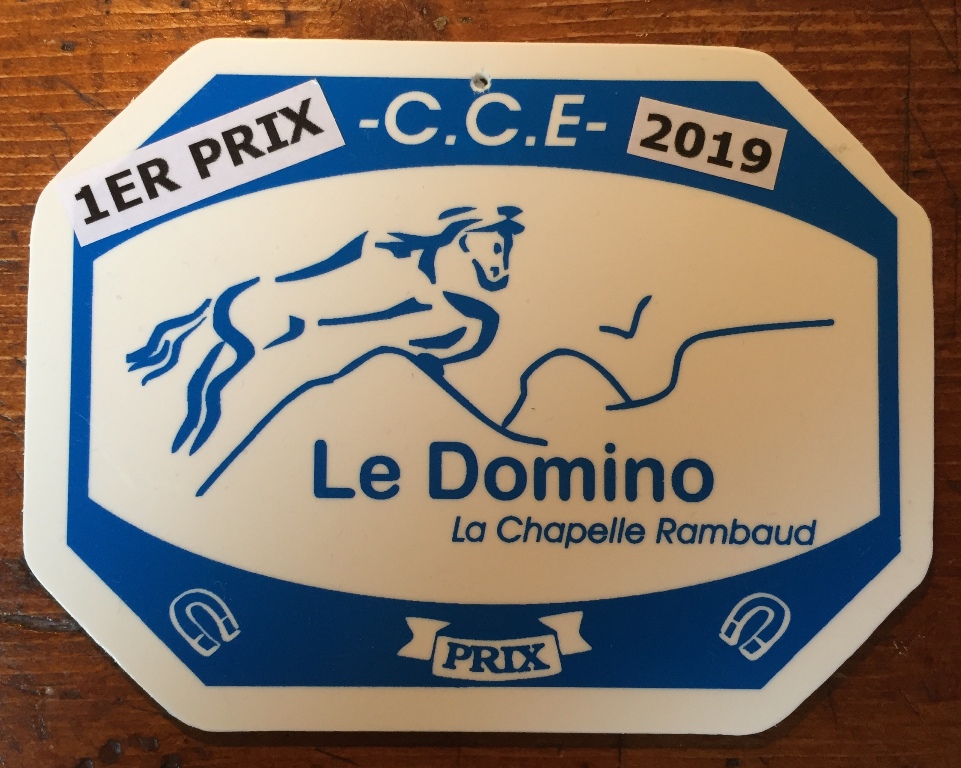 1ER PRIX -C.C.E- 2019
Le Domino
La Chapelle Rambaud
PRIX